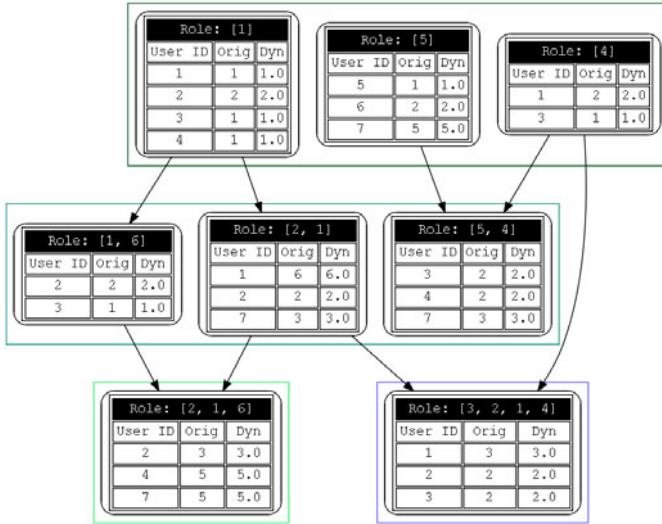 Role: [1]
User ID Orig Dyn
1 1 1.0
2 2 2.0
3 1 1.0
4 1 1.0
Role: [5]
User ID Orig Dyn
5 1 1.0
6 2 2.0
7 5 5.0
Role: [4]
User ID Orig Dyn
1 2 2.0
3 1 1.0
Role: [1, 6]
User ID Orig Dyn
2 2 2.0
3 1 1.0
Role: [2, 1]
User ID Orig Dyn
1 6 6.0
2 2 2.0
7 3 3.0
Role: [5, 4]
User ID Orig Dyn
3 2 2.0
4 2 2.0
7 3 3.0
Role: [2, 1, 6]
User ID Orig Dyn
2 3 3.0
4 5 5.0
7 5 5.0
Role: [3, 2, 1, 4]
User ID Orig Dyn
1 3 3.0
2 2 2.0
3 2 2.0